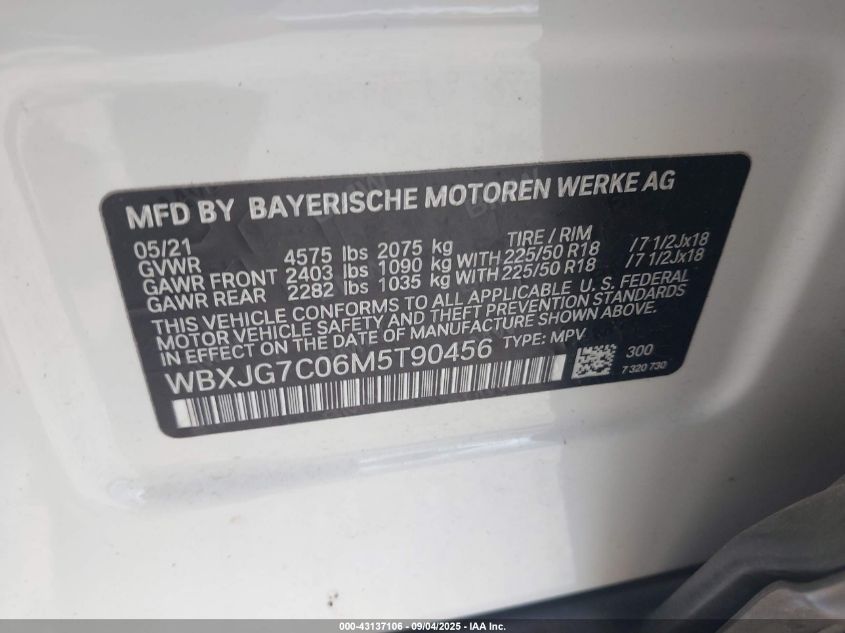 MFD BY BAYERISCHE MOTOREN WERKE AG
05/21 TIRE / RIM
GVWR 4575 lbs 2075 kg
GAWR FRONT 2403 lbs 1090 kg WITH 225/50 R18 /7 1/2Jx18
GAWR REAR 2282 lbs 1035 kg WITH 225/50 R18 /7 1/2Jx18
THIS VEHICLE CONFORMS TO ALL APPLICABLE U.S. FEDERAL
MOTOR VEHICLE SAFETY AND THEFT PREVENTION STANDARDS
IN EFFECT ON THE DATE OF MANUFACTURE SHOWN ABOVE.
WBXJG7C06M5T90456 TYPE: MPV
300
7 320 730
000-43137106 - 09/04/2025 - IAA Inc.